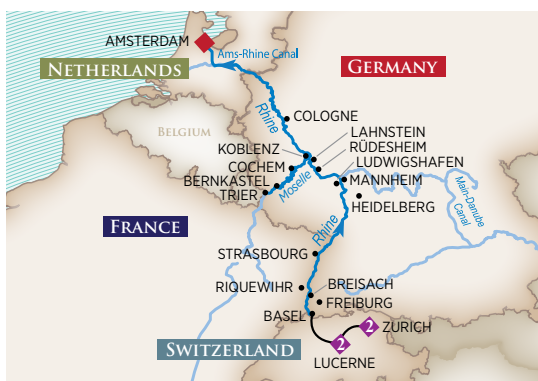 AMSTERDAM
Ams-Rhine Canal
NETHERLANDS
GERMANY
Rhine
COLOGNE
BELGIUM
LAHNSTEIN
KOBLENZ
RÜDESHEIM
COCHEM
LUDWIGSHAFEN
BERNKASTEL
MANNHEIM
TRIER
Moselle
HEIDELBERG
Main-Danube
Canal
FRANCE
Rhine
STRASBOURG
RIQUEWIHR
BREISACH
FREIBURG
BASEL
2
ZURICH
2
SWITZERLAND
LUCERNE